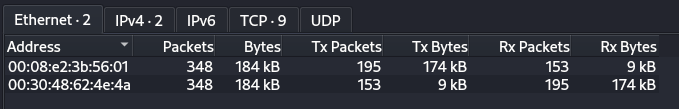 Ethernet · 2 IPv4 · 2 IPv6 TCP · 9 UDP
Address Packets Bytes Tx Packets Tx Bytes Rx Packets Rx Bytes
00:08:e2:3b:56:01 348 184 kB 195 174 kB 153 9 kB
00:30:48:62:4e:4a 348 184 kB 153 9 kB 195 174 kB